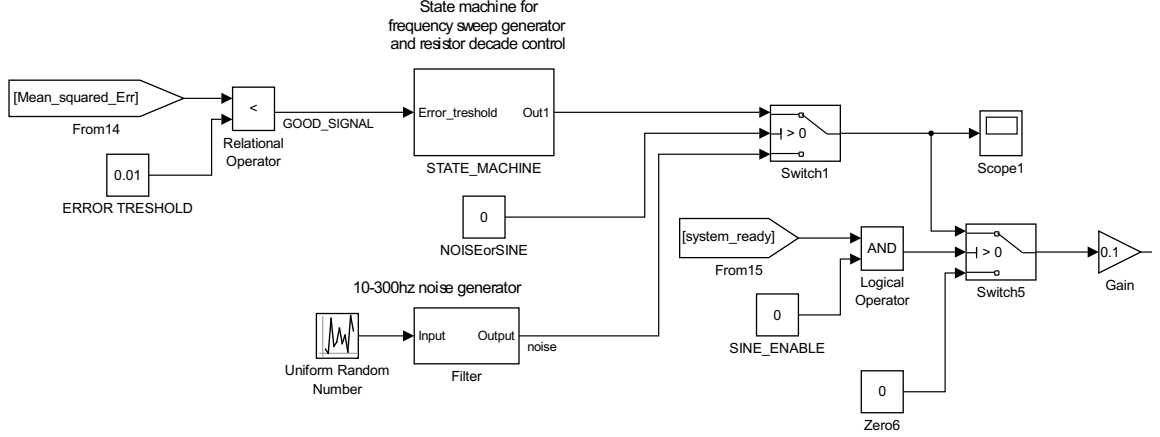 State machine for
frequency sweep generator
and resistor decade control
[Mean_squared_Err]
From14
<
GOOD_SIGNAL
Relational
Operator
0.01
ERROR TRESHOLD
Error_treshold
Out1
STATE_MACHINE
0
NOISEorSINE
> 0
Switch1
Scope1
[system_ready]
From15
AND
Logical
Operator
> 0
Switch5
0.1
Gain
0
SINE_ENABLE
10-300hz noise generator
Uniform Random
Number
Input
Output
Filter
noise
0
Zero6